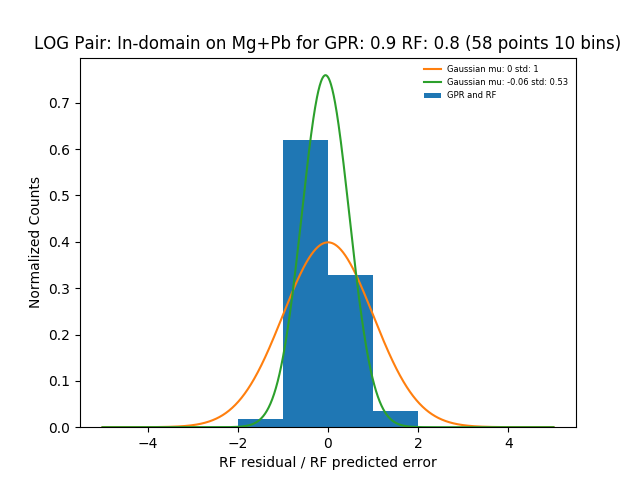 LOG Pair: In-domain on Mg+Pb for GPR: 0.9 RF: 0.8 (58 points 10 bins)
Gaussian mu: 0 std: 1
Gaussian mu: -0.06 std: 0.53
GPR and RF
Normalized Counts
0.7
0.6
0.5
0.4
0.3
0.2
0.1
0.0
−4 −2 0 2 4
RF residual / RF predicted error